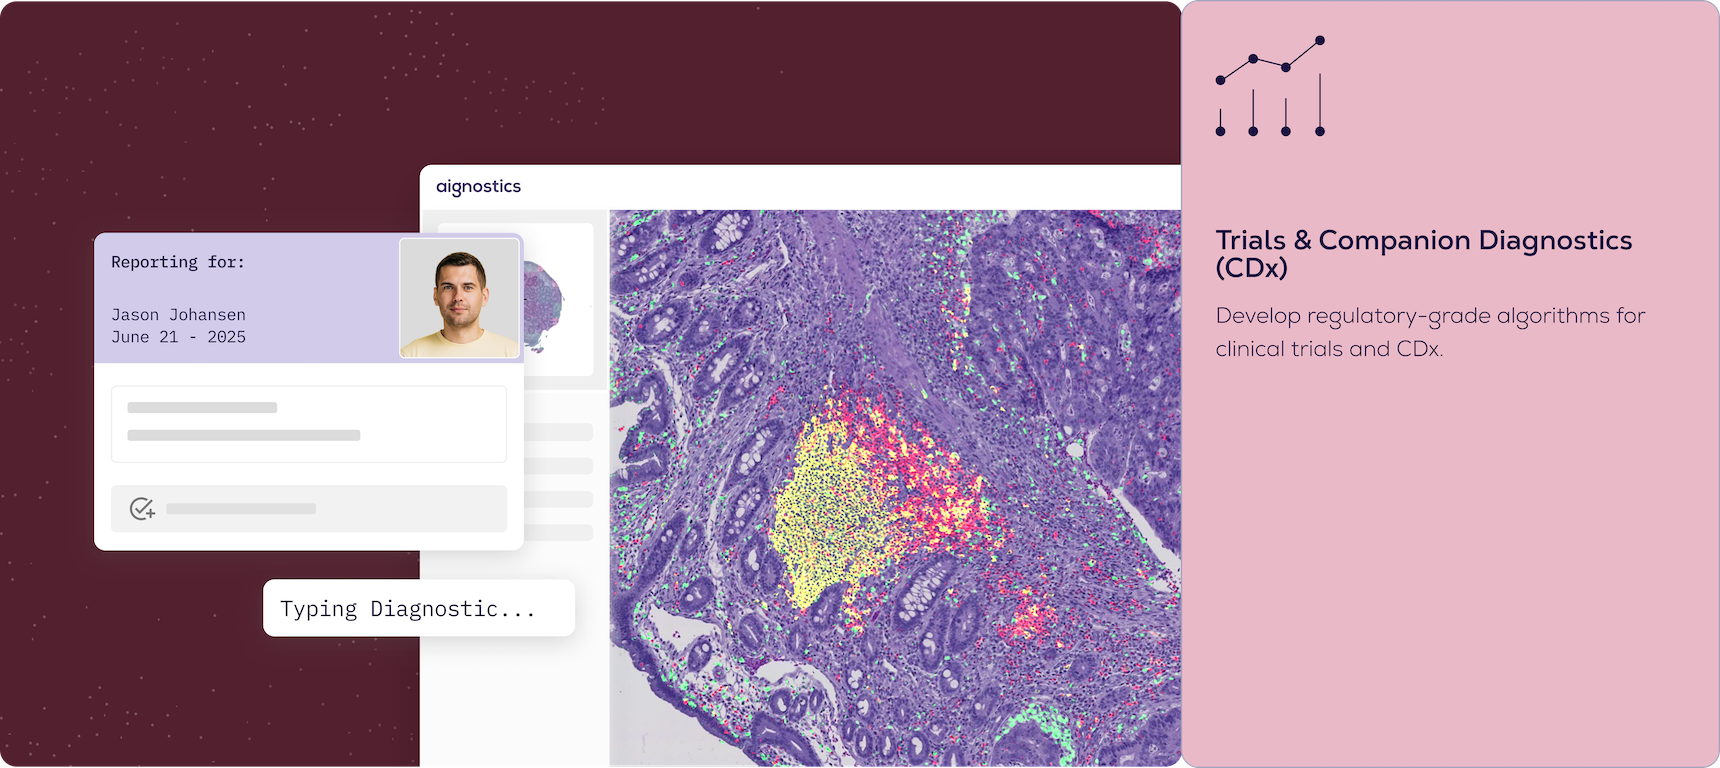 aignostics
Reporting for:
Jason Johansen
June 21 - 2025
Typing Diagnostic...
Trials & Companion Diagnostics
(CDx)
Develop regulatory-grade algorithms for
clinical trials and CDx.